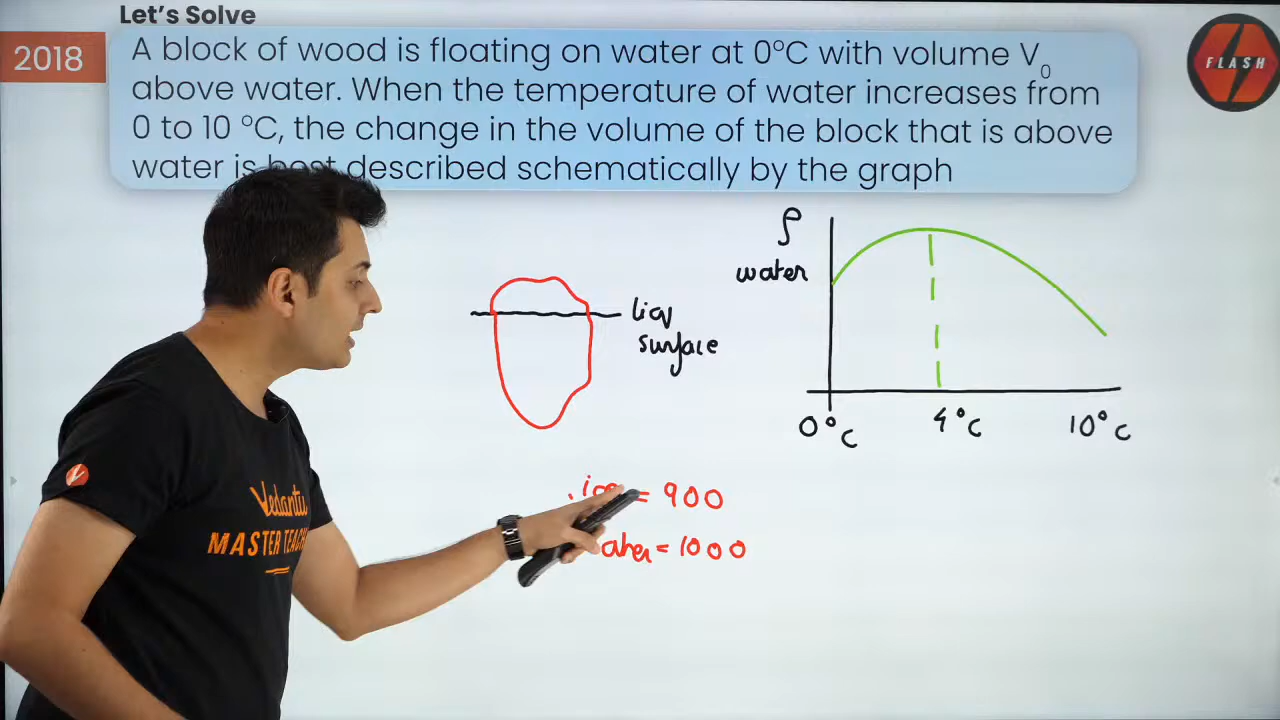 Let's Solve
2018
A block of wood is floating on water at 0°C with volume V₀
above water. When the temperature of water increases from
0 to 10 °C, the change in the volume of the block that is above
water is best described schematically by the graph
FLASH
ρ
water
liq
surface
0°C
4°C
10°C
= 900
= 1000
Vedantu
MASTER